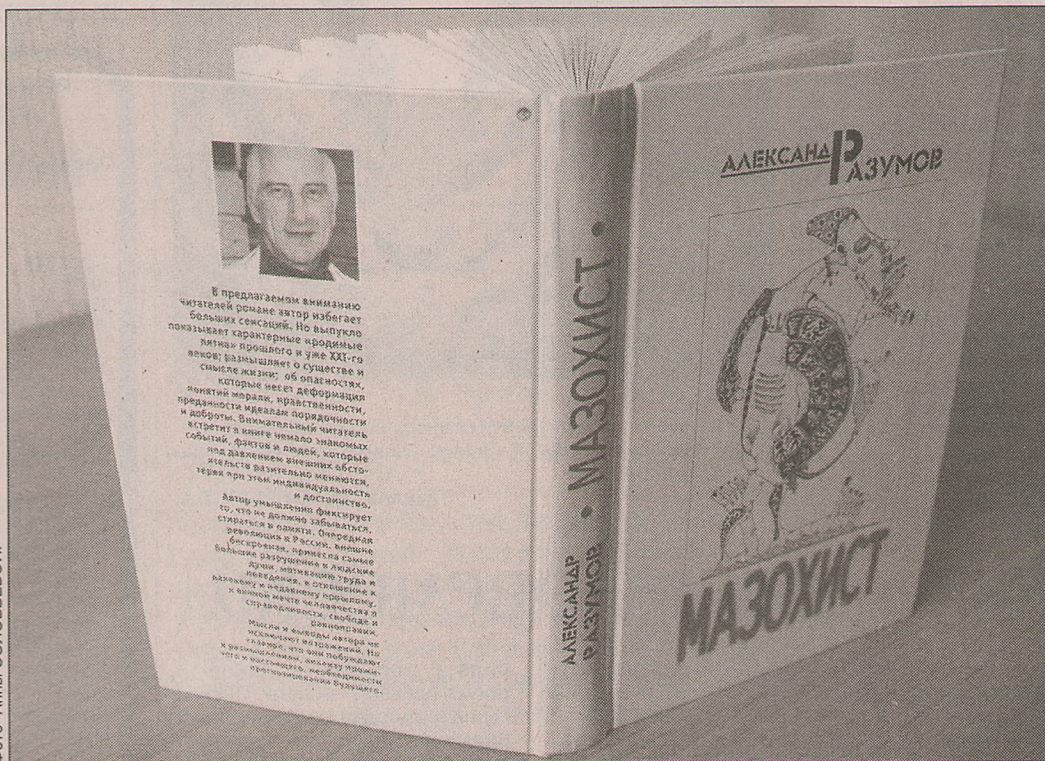 В предлагаемом вниманию
читателей романе автор избегает
больших сенсаций. Но выпукло
показывает характерные «родимые
пятна» прошлого и уже XXI-го
веков; размышляет о существе и
смысле жизни; об опасностях,
которые несет деформация
понятий морали, нравственности,
преданности идеалам порядочности
и доброты. Внимательный читатель
встретит в книге немало знакомых
событий, фактов и людей, которые
под давлением внешних обсто-
ятельств разительно меняются,
теряя при этом индивидуальность
и достоинство.
Автор умышленно фиксирует
то, что не должно забываться,
стираться в памяти. Очередная
революция в России, внешне
бескровная, принесла самые
большие разрушения в людские
души, мотивацию труда и
поведения, в отношение к
далекому и недавнему прошлому,
к вечной мечте человечества о
справедливости, свободе и
равноправии.
Мысли и выводы автора не
исключают возражений. Но
главное, что они побуждают
к размышлениям, анализу прожи-
того и настоящего, необходимости
прогнозирования будущего.
АЛЕКСАНДР
РАЗУМОВ • МАЗОХИСТ •
АЛЕКСАНДР РАЗУМОВ
МАЗОХИСТ